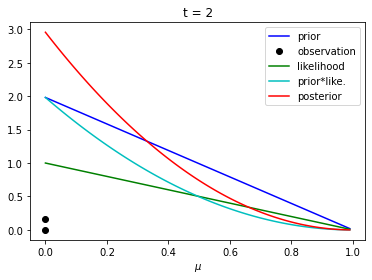 t = 2
prior
observation
likelihood
prior*like.
posterior
3.0
2.5
2.0
1.5
1.0
0.5
0.0
0.0 0.2 0.4 0.6 0.8 1.0
μ